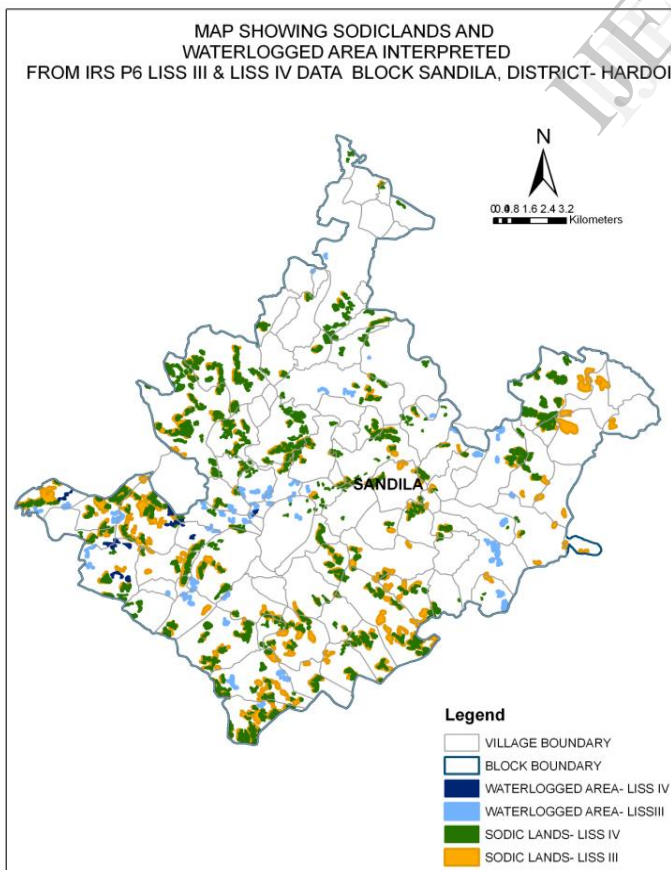 IJE
MAP SHOWING SODICLANDS AND
WATERLOGGED AREA INTERPRETED
FROM IRS P6 LISS III & LISS IV DATA BLOCK SANDILA, DISTRICT- HARDOI
N
Kilometers
SANDILA
Legend
VILLAGE BOUNDARY
BLOCK BOUNDARY
WATERLOGGED AREA- LISS IV
WATERLOGGED AREA- LISSIII
SODIC LANDS- LISS IV
SODIC LANDS- LISS III